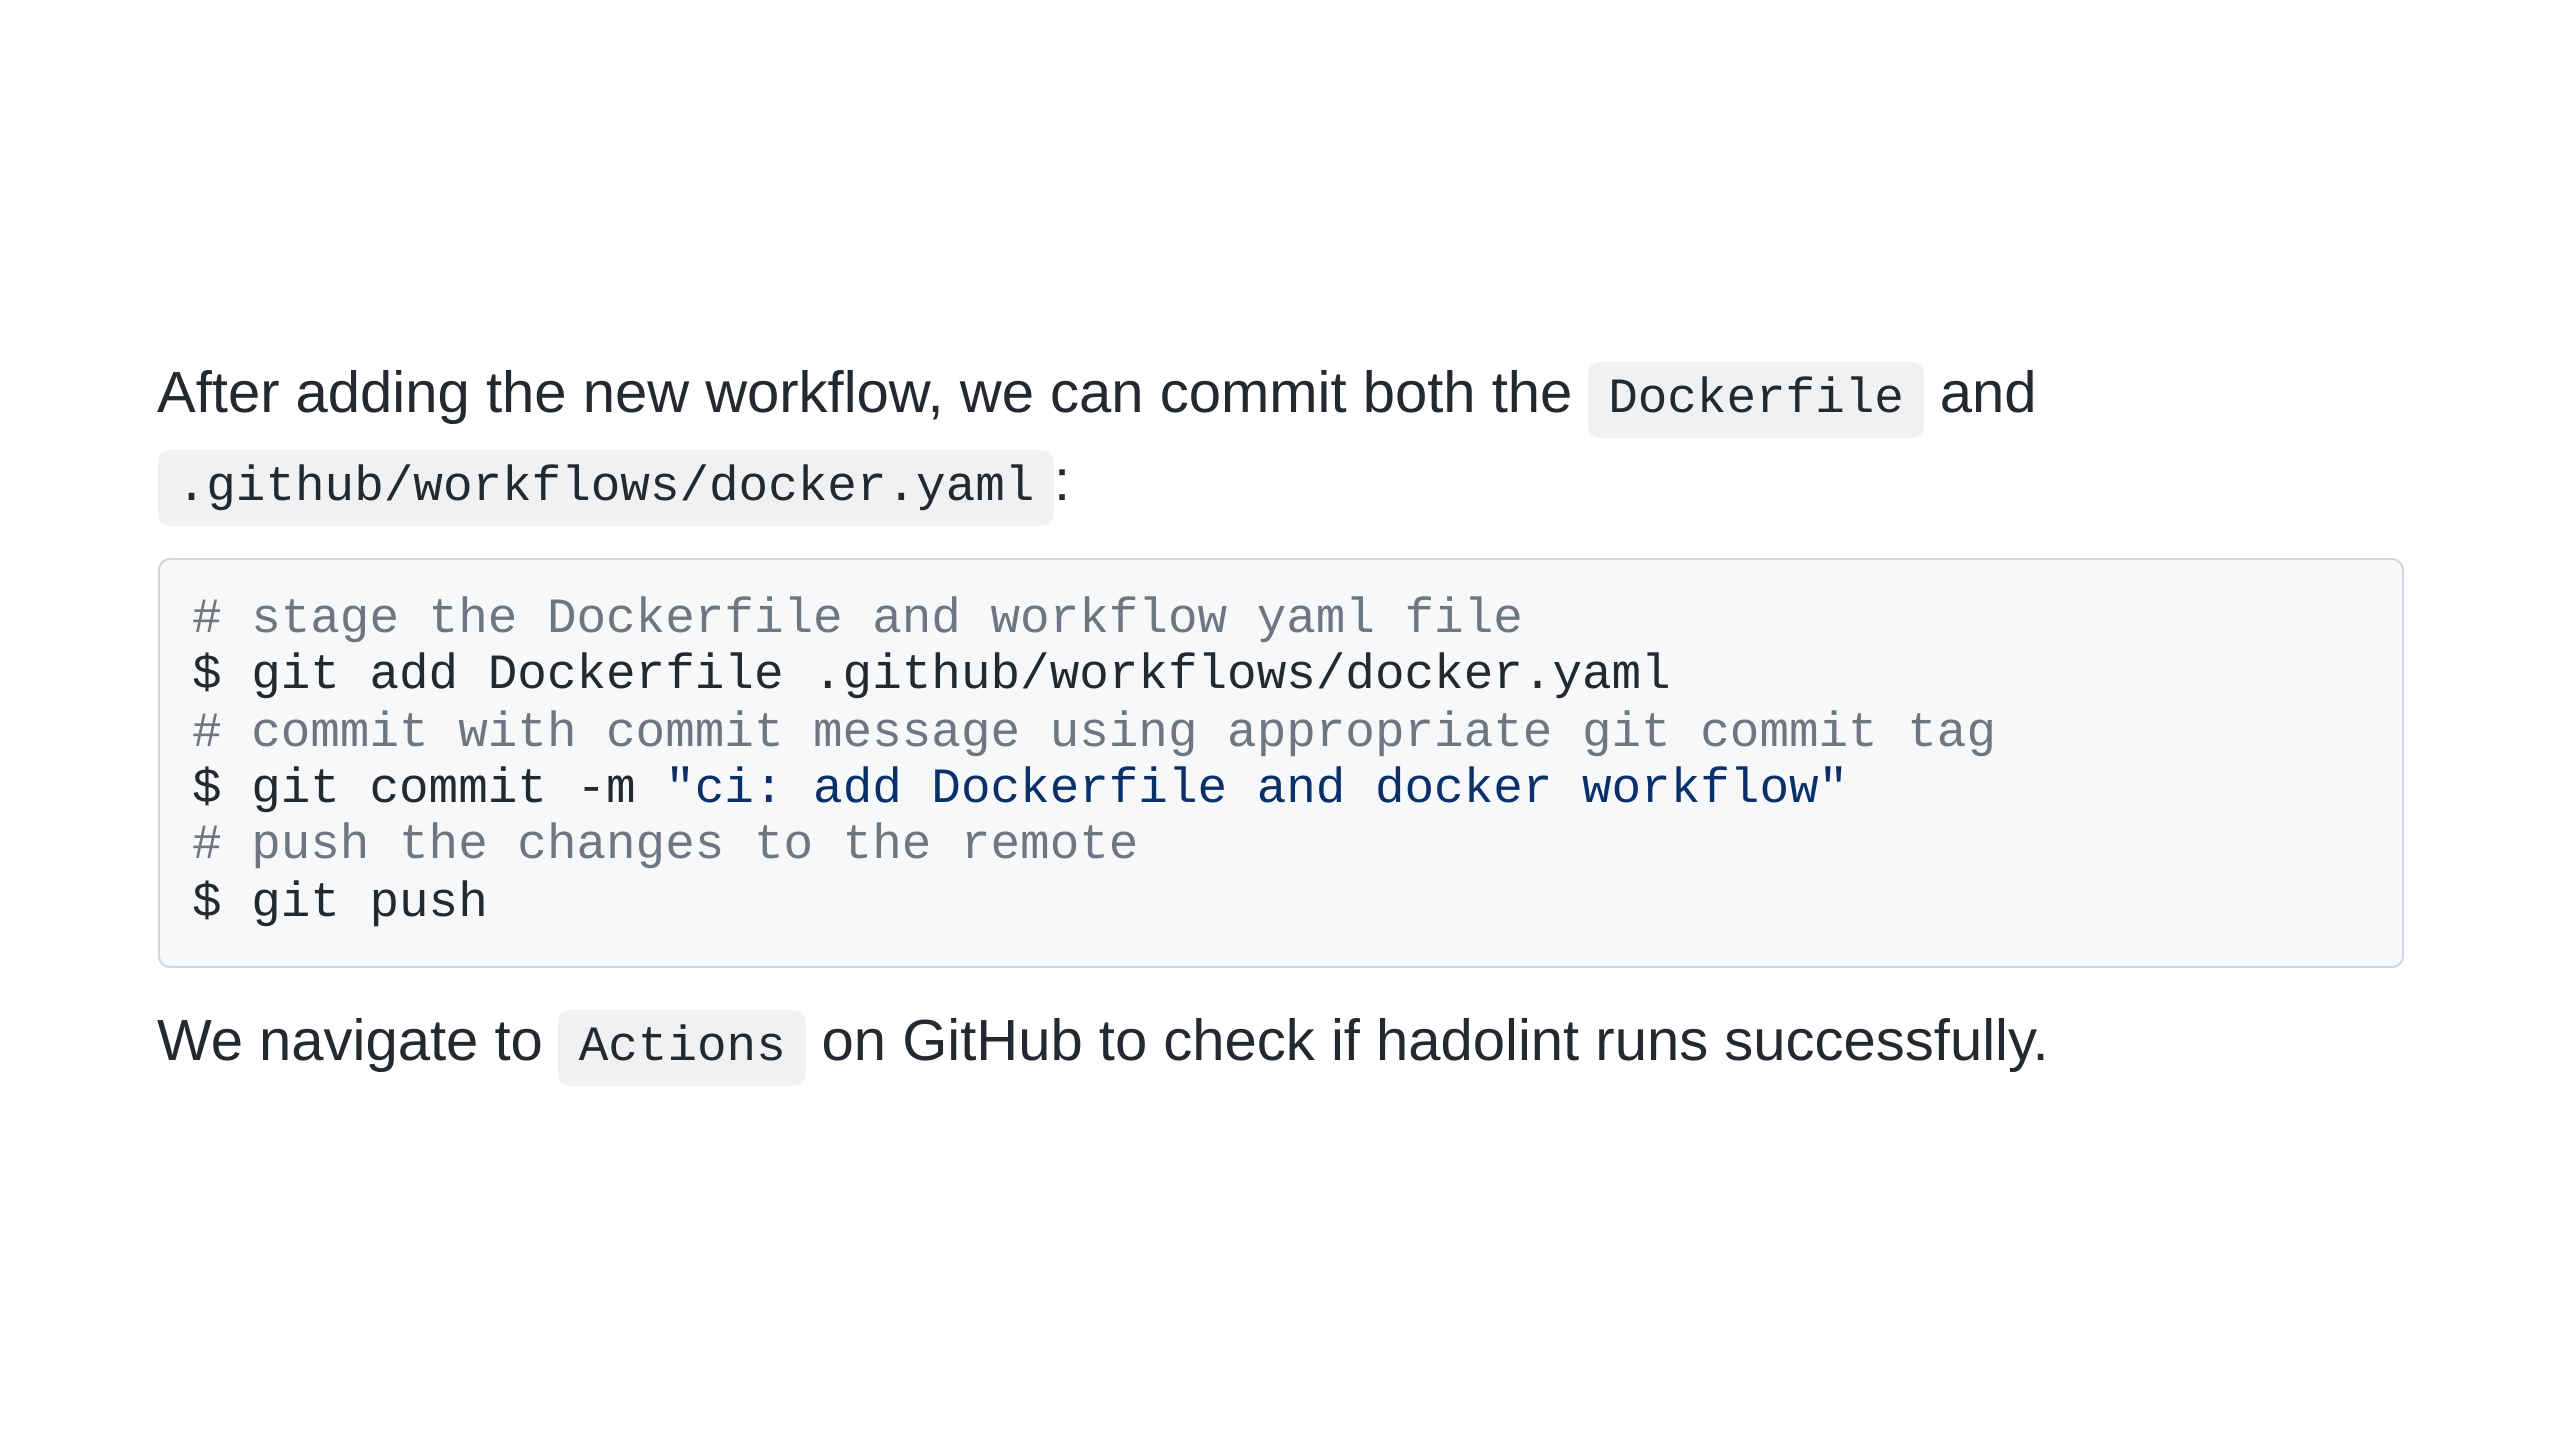 After adding the new workflow, we can commit both the Dockerfile and
.github/workflows/docker.yaml:
# stage the Dockerfile and workflow yaml file
$ git add Dockerfile .github/workflows/docker.yaml
# commit with commit message using appropriate git commit tag
$ git commit -m "ci: add Dockerfile and docker workflow"
# push the changes to the remote
$ git push
We navigate to Actions on GitHub to check if hadolint runs successfully.